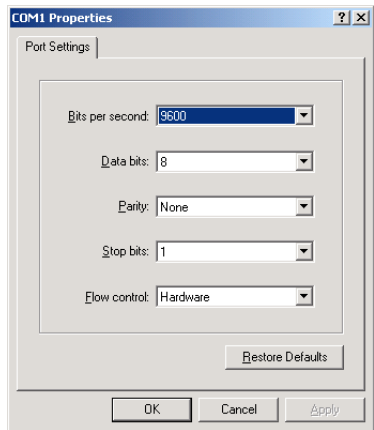 COM1 Properties
Port Settings
Bits per second: 9600
Data bits: 8
Parity: None
Stop bits: 1
Flow control: Hardware
Restore Defaults
OK Cancel Apply